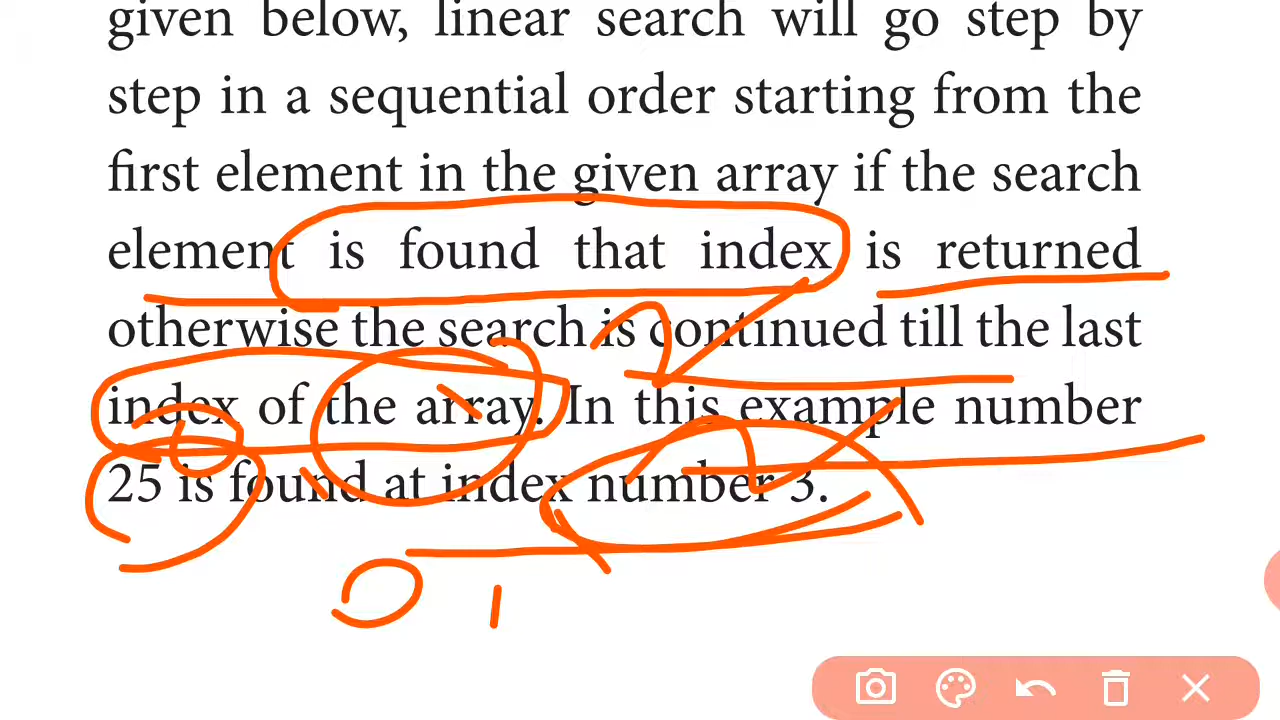 given below, linear search will go step by
step in a sequential order starting from the
first element in the given array if the search
element is found that index is returned
otherwise the search is continued till the last
index of the array. In this example number
25 is found at index number 3.
0 1